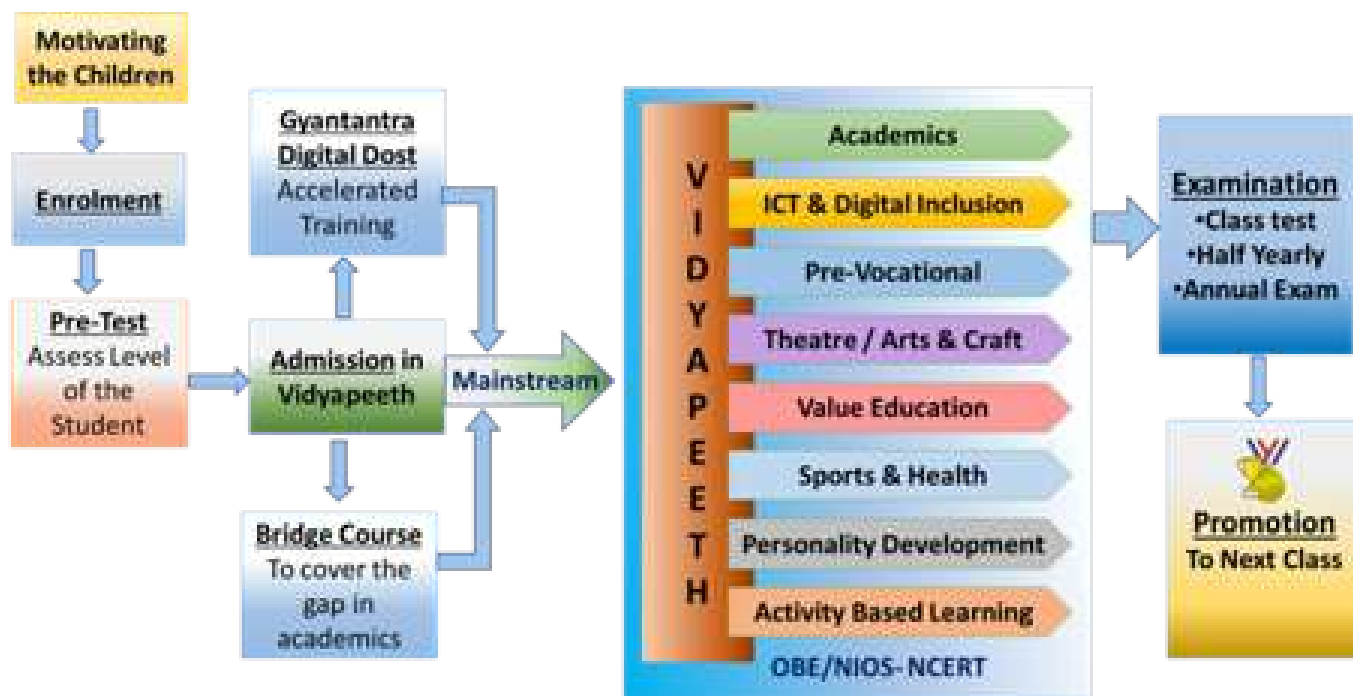 Motivating
the Children
Enrolment
Pre-Test
Assess Level
of the
Student
Gyantantra
Digital Dost
Accelerated
Training
Admission in
Vidyapeeth
Bridge Course
To cover the
gap in
academics
Mainstream
VIDYAPEETH
Academics
ICT & Digital Inclusion
Pre-Vocational
Theatre / Arts & Craft
Value Education
Sports & Health
Personality Development
Activity Based Learning
OBE/NIOS-NCERT
Examination
•Class test
•Half Yearly
•Annual Exam
Promotion
To Next Class